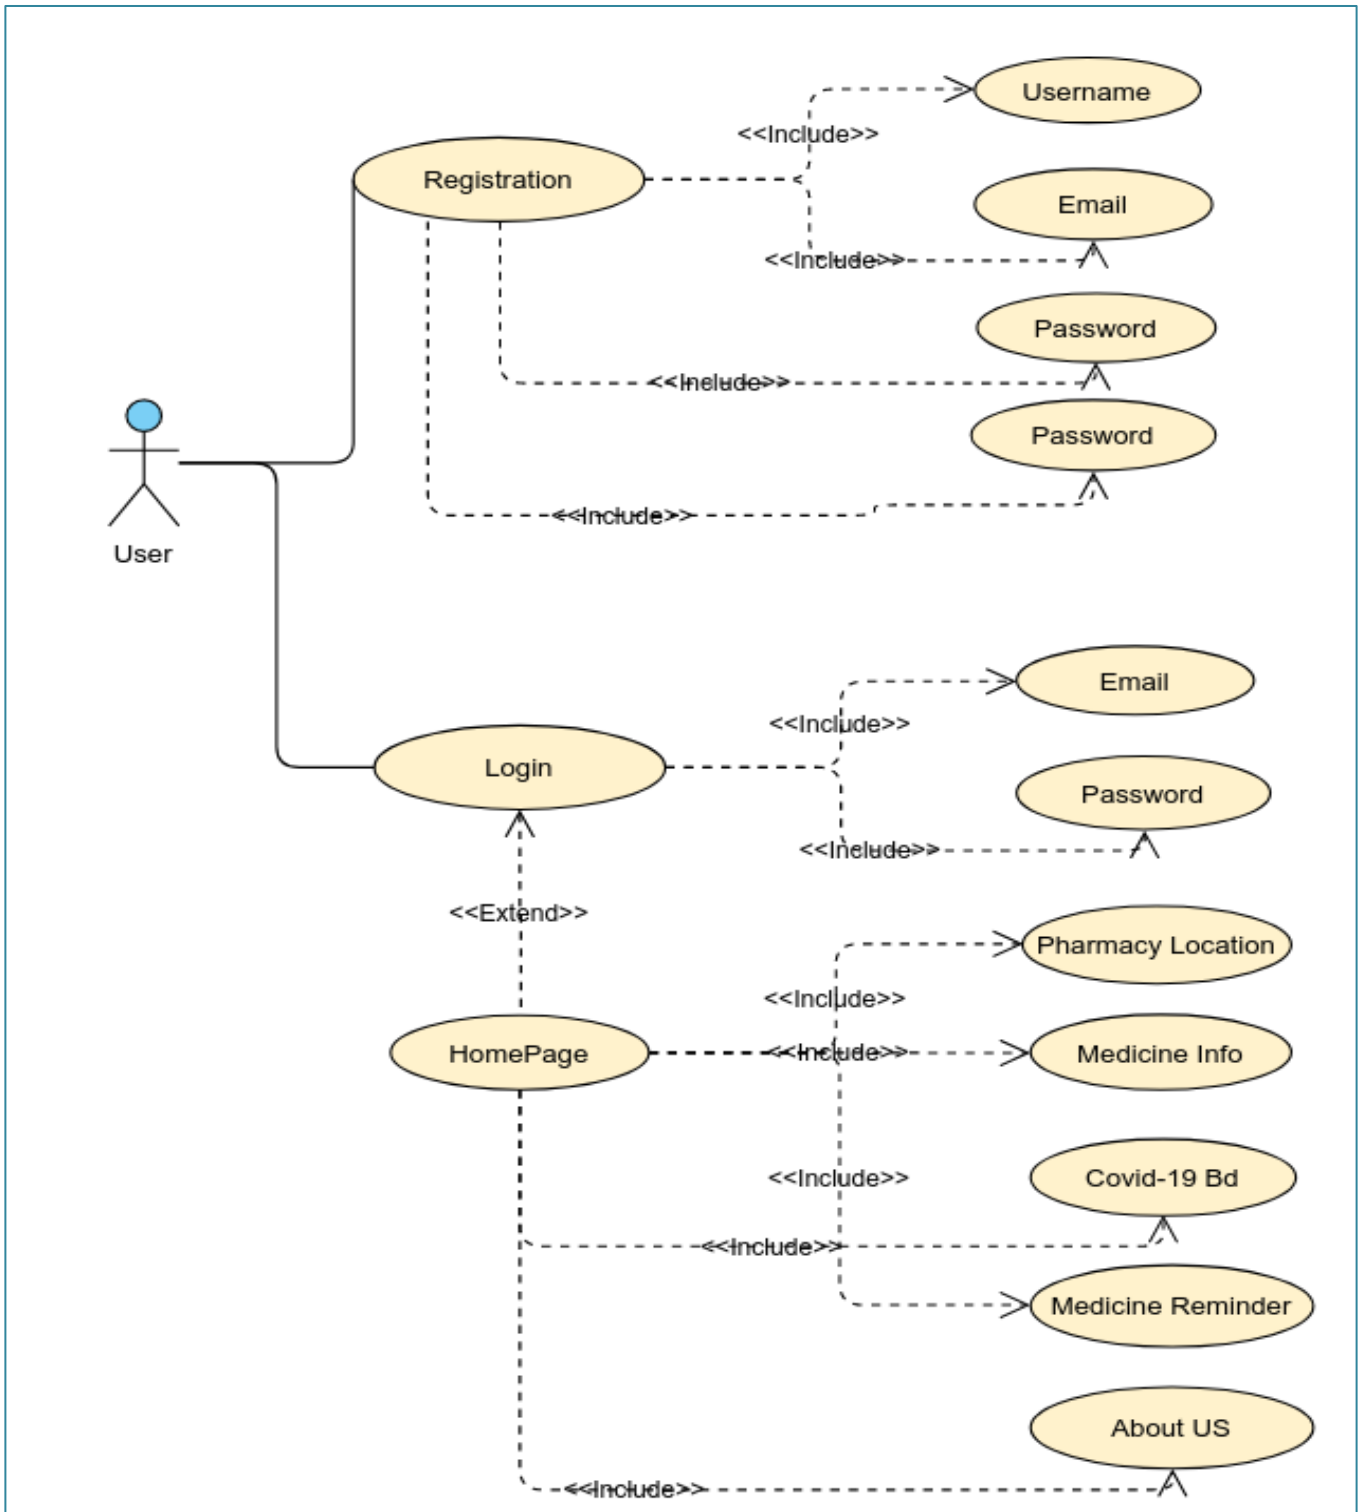 Username
<<Include>>
Registration
Email
<<Include>>
Password
<<Include>>
Password
<<Include>>
User
Email
<<Include>>
Login
Password
<<Include>>
<<Extend>>
Pharmacy Location
<<Include>>
HomePage
<<Include>>
Medicine Info
<<Include>>
Covid-19 Bd
<<Include>>
Medicine Reminder
About US
<<Include>>